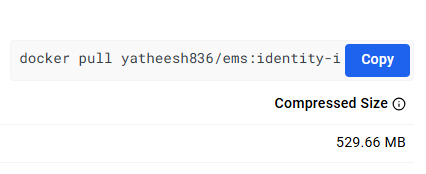 docker pull yatheesh836/ems:identity-i Copy
Compressed Size
529.66 MB